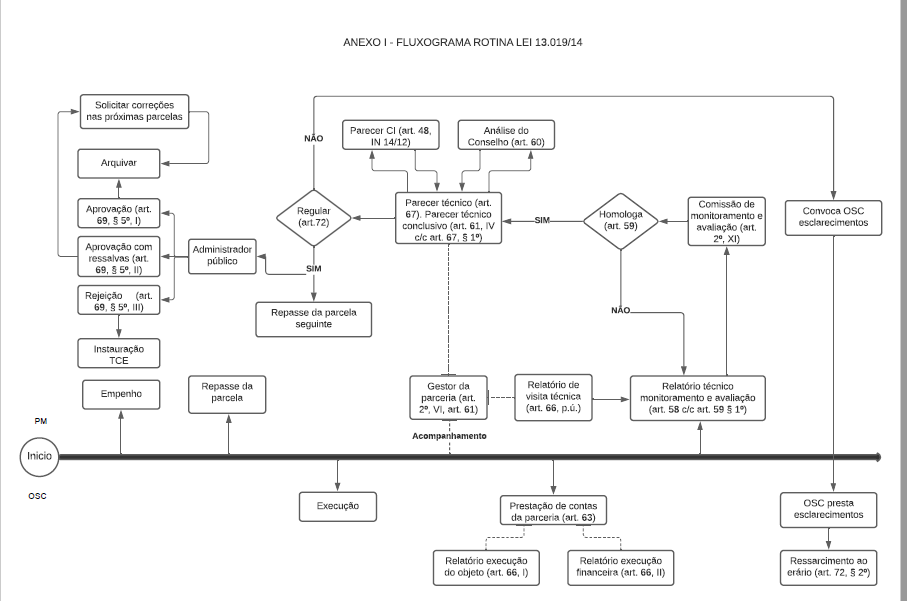 ANEXO I - FLUXOGRAMA ROTINA LEI 13.019/14
Solicitar correções
nas próximas parcelas
Arquivar
Aprovação (art.
69, § 5º, I)
Aprovação com
ressalvas (art.
69, § 5º, II)
Rejeição (art.
69, § 5º, III)
Instauração
TCE
Administrador
público
NÃO
Regular
(art.72)
SIM
Repasse da parcela
seguinte
Parecer CI (art. 48,
IN 14/12)
Análise do
Conselho (art. 60)
Parecer técnico (art.
67). Parecer técnico
conclusivo (art. 61, IV
c/c art. 67, § 1º)
SIM
Homologa
(art. 59)
NÃO
Comissão de
monitoramento e
avaliação (art.
2º, XI)
Convoca OSC
esclarecimentos
Empenho
Repasse da
parcela
Gestor da
parceria (art.
2º, VI, art. 61)
Relatório de
visita técnica
(art. 66, p.ú.)
Relatório técnico
monitoramento e avaliação
(art. 58 c/c art. 59 § 1º)
Acompanhamento
PM
Início
OSC
Execução
Prestação de contas
da parceria (art. 63)
Relatório execução
do objeto (art. 66, I)
Relatório execução
financeira (art. 66, II)
OSC presta
esclarecimentos
Ressarcimento ao
erário (art. 72, § 2º)